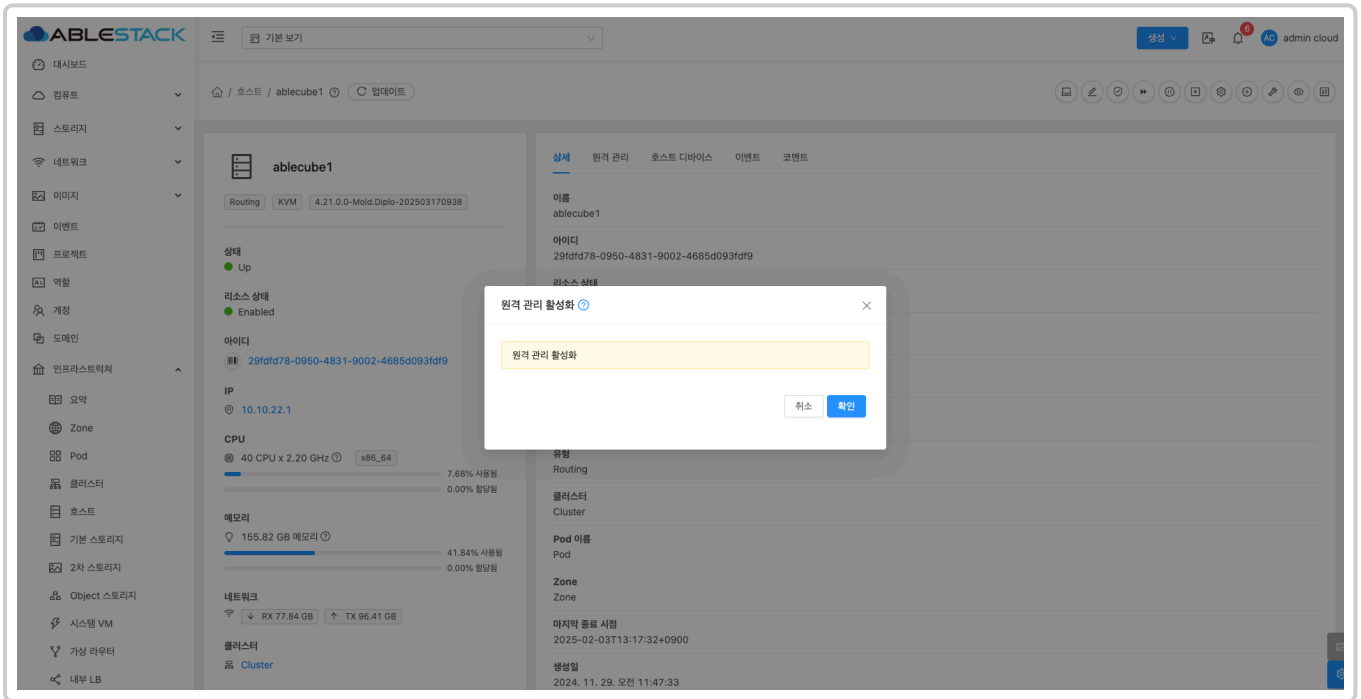 ABLESTACK
기본 보기
생성
6
AC
admin cloud
대시보드
컴퓨트
스토리지
네트워크
이미지
이벤트
프로젝트
역할
계정
도메인
인프라스트럭쳐
요약
Zone
Pod
클러스터
호스트
기본 스토리지
2차 스토리지
Object 스토리지
시스템 VM
가상 라우터
내부 LB
/ 호스트 / ablecube1
업데이트
ablecube1
Routing
KVM
4.21.0.0-Mold.Diplo-202503170938
상태
Up
리소스 상태
Enabled
아이디
29fdfd78-0950-4831-9002-4685d093fdf9
IP
10.10.22.1
CPU
40 CPU x 2.20 GHz
x86_64
7.68% 사용됨
0.00% 할당됨
메모리
155.82 GB 메모리
41.84% 사용됨
0.00% 할당됨
네트워크
RX 77.84 GB
TX 96.41 GB
클러스터
Cluster
상세
원격 관리
호스트 디바이스
이벤트
코멘트
이름
ablecube1
아이디
29fdfd78-0950-4831-9002-4685d093fdf9
리소스 상태
원격 관리 활성화
원격 관리 활성화
취소
확인
유형
Routing
클러스터
Cluster
Pod 이름
Pod
Zone
Zone
마지막 종료 시점
2025-02-03T13:17:32+0900
생성일
2024. 11. 29. 오전 11:47:33